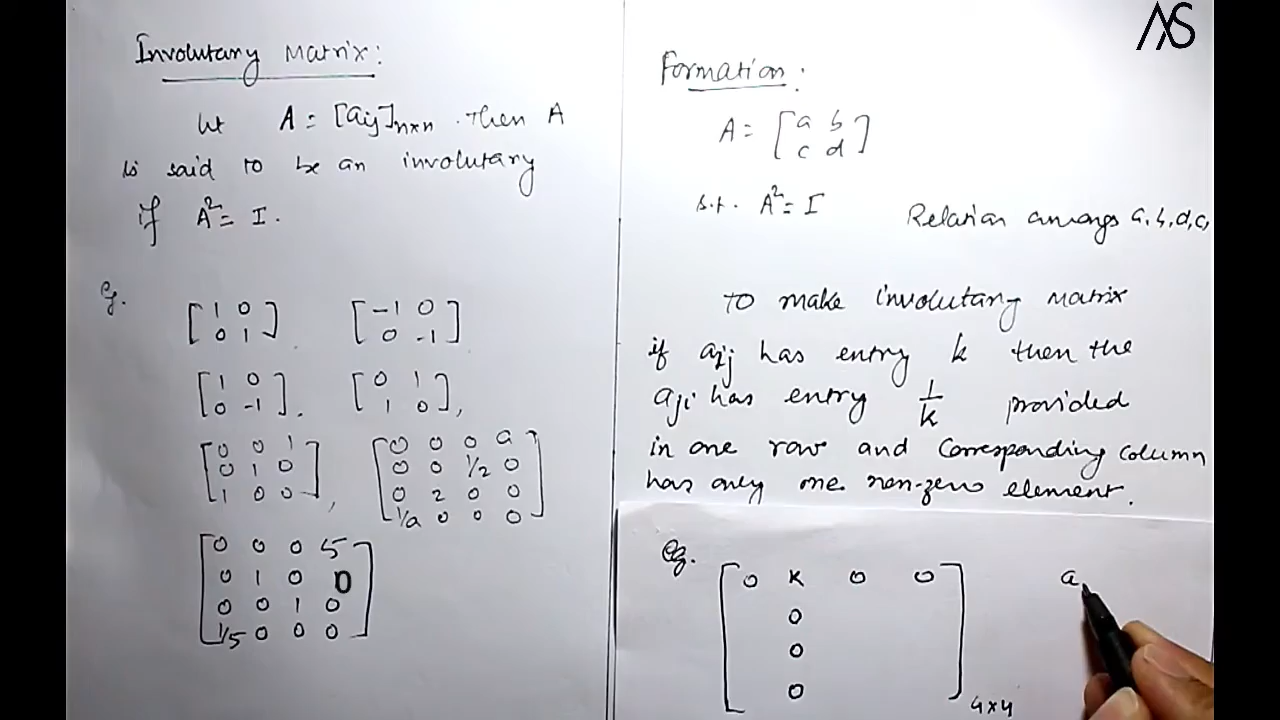 NS
Involutary Matrix:
Let A = [aij]n×n . Then A
is said to be an involutary
if A² = I.
eg.
[1 0
0 1]
[-1 0
0 -1]
[1 0
0 -1],
[0 1
1 0],
[0 0 1
0 1 0
1 0 0],
[0 0 0 a
0 0 1/2 0
0 2 0 0
1/a 0 0 0]
[0 0 0 5
0 1 0 0
0 0 1 0
1/5 0 0 0]
Formation:
A = [a b
c d]
s.t. A² = I
Relation amongs a, b, d, c,
To make involutary matrix
if aij has entry k then the
aji has entry 1/k provided
in one row and corresponding column
has only one non-zero element.
eg.
[0 k 0 0
0
0
0]4×4
a